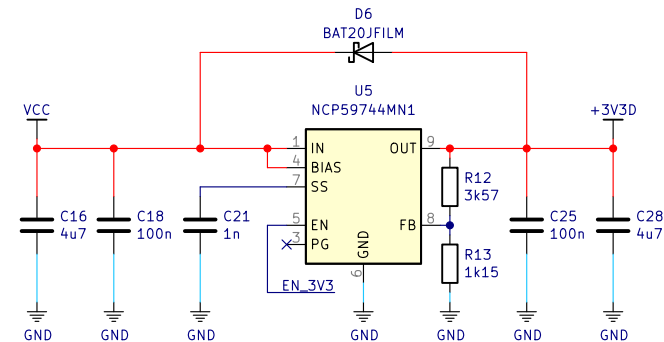 D6
BAT20JFILM
U5
NCP59744MN1
VCC
+3V3D
1
IN
OUT
9
4
BIAS
7
SS
5
EN
FB
8
3
PG
GND
6
R12
3k57
R13
1k15
C16
4u7
C18
100n
C21
1n
C25
100n
C28
4u7
EN_3V3
GND
GND
GND
GND
GND
GND
GND